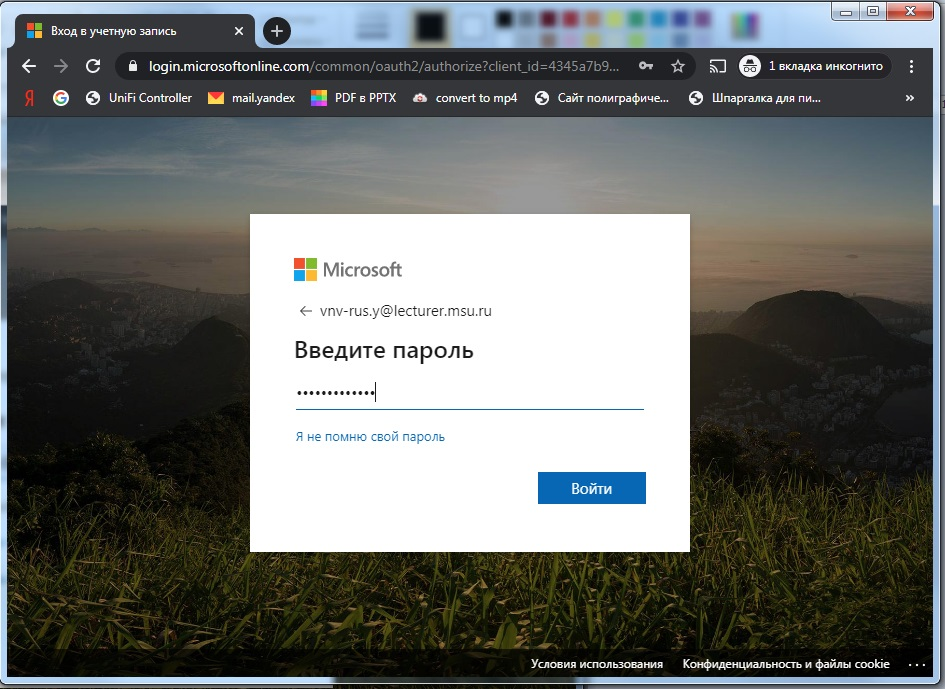 Вход в учетную запись
login.microsoftonline.com/common/oauth2/authorize?client_id=4345a7b9...
1 вкладка инкогнито
Я
G
UniFi Controller
mail.yandex
PDF в PPTX
convert to mp4
Сайт полиграфиче...
Шпаргалка для пи...
Microsoft
vnv-rus.y@lecturer.msu.ru
Введите пароль
•••••••••••••
Я не помню свой пароль
Войти
Условия использования Конфиденциальность и файлы cookie ...